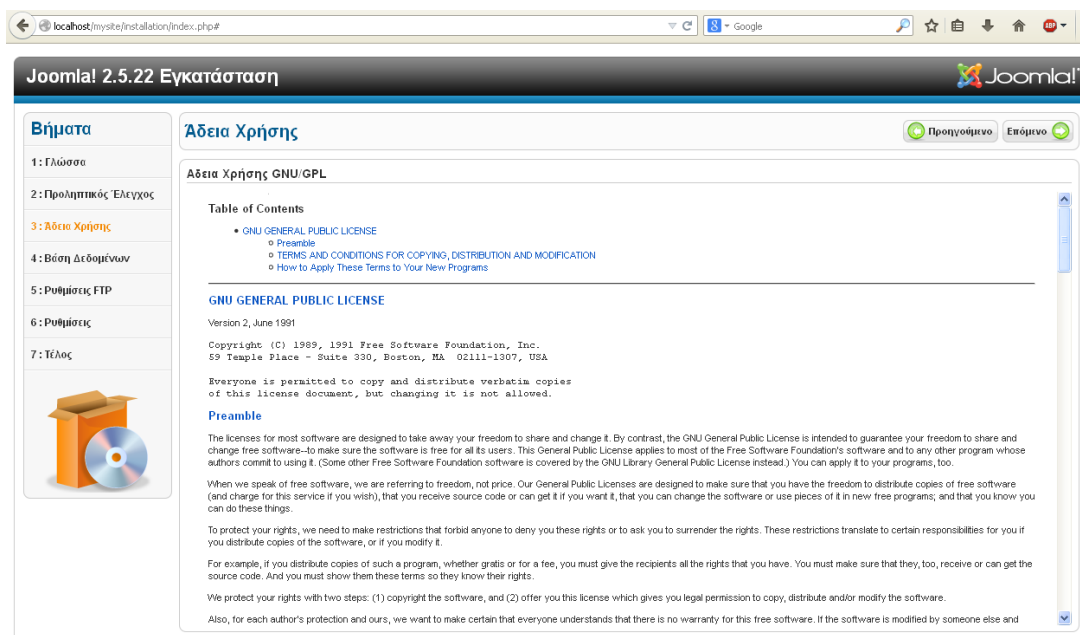 localhost/mysite/installation/index.php#
Google
Joomla! 2.5.22 Εγκατάσταση
Joomla!
Βήματα
1 : Γλώσσα
2 : Προληπτικός Έλεγχος
3 : Άδεια Χρήσης
4 : Βάση Δεδομένων
5 : Ρυθμίσεις FTP
6 : Ρυθμίσεις
7 : Τέλος
Άδεια Χρήσης
Προηγούμενο
Επόμενο
Αδεια Χρήσης GNU/GPL
Table of Contents
GNU GENERAL PUBLIC LICENSE
Preamble
TERMS AND CONDITIONS FOR COPYING, DISTRIBUTION AND MODIFICATION
How to Apply These Terms to Your New Programs
GNU GENERAL PUBLIC LICENSE
Version 2, June 1991
Copyright (C) 1989, 1991 Free Software Foundation, Inc.
59 Temple Place - Suite 330, Boston, MA  02111-1307, USA
Everyone is permitted to copy and distribute verbatim copies
of this license document, but changing it is not allowed.
Preamble
The licenses for most software are designed to take away your freedom to share and change it. By contrast, the GNU General Public License is intended to guarantee your freedom to share and
change free software--to make sure the software is free for all its users. This General Public License applies to most of the Free Software Foundation's software and to any other program whose
authors commit to using it. (Some other Free Software Foundation software is covered by the GNU Library General Public License instead.) You can apply it to your programs, too.
When we speak of free software, we are referring to freedom, not price. Our General Public Licenses are designed to make sure that you have the freedom to distribute copies of free software
(and charge for this service if you wish), that you receive source code or can get it if you want it, that you can change the software or use pieces of it in new free programs; and that you know you
can do these things.
To protect your rights, we need to make restrictions that forbid anyone to deny you these rights or to ask you to surrender the rights. These restrictions translate to certain responsibilities for you if
you distribute copies of the software, or if you modify it.
For example, if you distribute copies of such a program, whether gratis or for a fee, you must give the recipients all the rights that you have. You must make sure that they, too, receive or can get the
source code. And you must show them these terms so they know their rights.
We protect your rights with two steps: (1) copyright the software, and (2) offer you this license which gives you legal permission to copy, distribute and/or modify the software.
Also, for each author's protection and ours, we want to make certain that everyone understands that there is no warranty for this free software. If the software is modified by someone else and